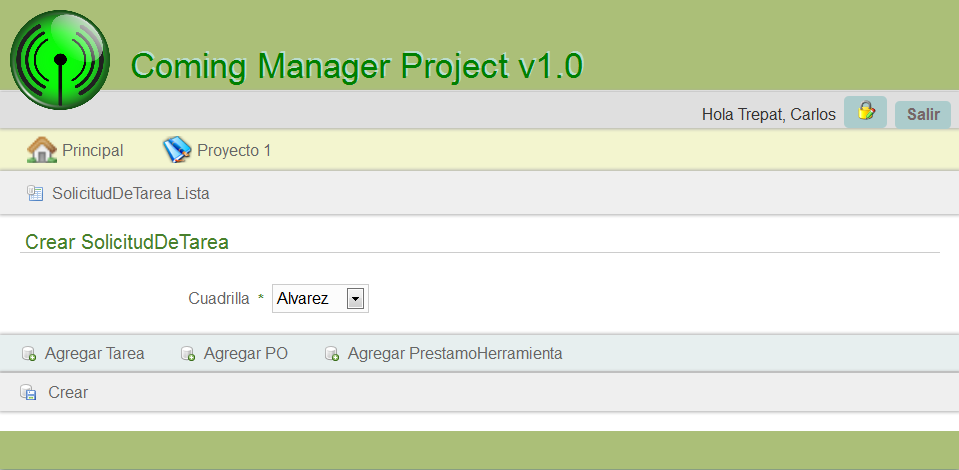 Coming Manager Project v1.0
Hola Trepat, Carlos Salir
Principal Proyecto 1
SolicitudDeTarea Lista
Crear SolicitudDeTarea
Cuadrilla * Alvarez
Agregar Tarea Agregar PO Agregar PrestamoHerramienta
Crear